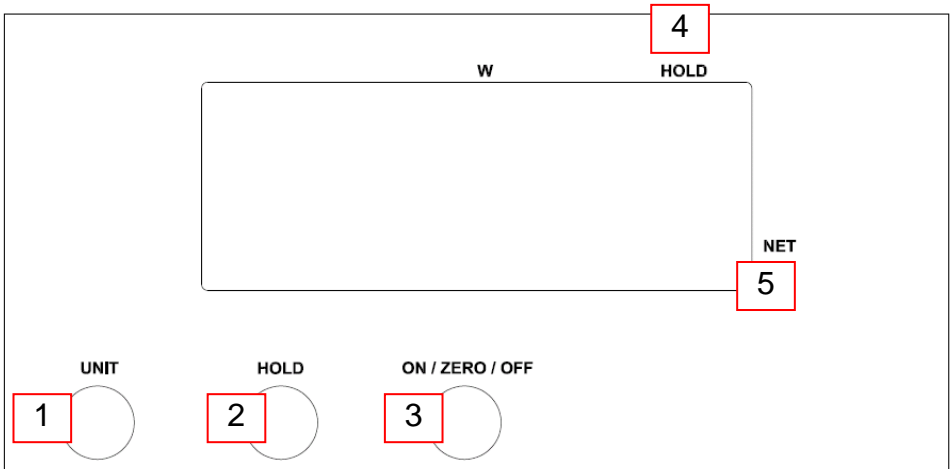 4
W HOLD
NET
5
UNIT HOLD ON / ZERO / OFF
1 2 3